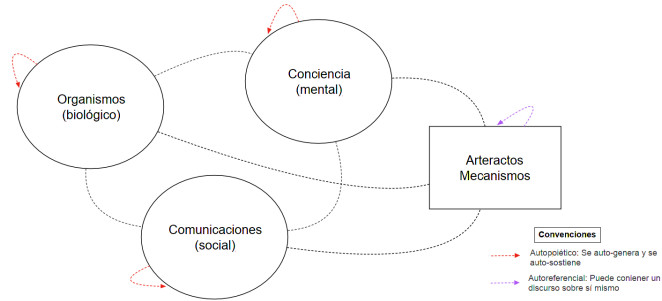 Conciencia
(mental)
Organismos
(biológico)
Arteractos
Mecanismos
Comunicaciones
(social)
Convenciones
Autopoiético: Se auto-genera y se
auto-sostiene
Autoreferencial: Puede coniener un
discurso sobre sí mismo